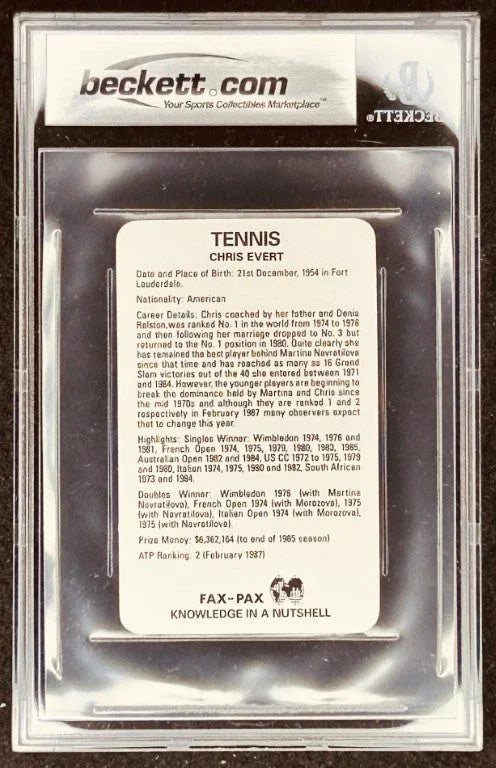 beckett.com
Your Sports Collectibles Marketplace™
BECKETT®
TENNIS
CHRIS EVERT
Date and Place of Birth: 21st December, 1954 in Fort
Louderdale.
Nationality: American
Career Details: Chris coached by her father and Denis
Ralston,was ranked No. 1 in the world from 1974 to 1978
and then following her marriage dropped to No. 3 but
returned to the No. 1 position in 1980. Quite clearly she
has remained the best player behind Martina Navratilova
since that time and has reached as many as 16 Grand
Slam victories out of the 40 she entered between 1971
and 1984. However, the younger players are beginning to
break the dominance held by Martina and Chris since
the mid 1970s and although they are ranked 1 and 2
respectively in February 1987 many observers expect
that to change this year.
Highlights: Singles Winner: Wimbledon 1974, 1976 and
1981, French Open 1974, 1975, 1979, 1980, 1983, 1985,
Australian Open 1982 and 1984, US CC 1972 to 1975, 1979
and 1980, Italian 1974, 1975, 1980 and 1982, South African
1973 and 1984.
Doubles Winner: Wimbledon 1976 (with Martina
Navratilova), French Open 1974 (with Morozova), 1975
(with Navratilova), Italian Open 1974 (with Morozova),
1975 (with Navratilova).
Prize Money: $6,362,164 (to end of 1985 season)
ATP Ranking: 2 (February 1987)
FAX-PAX
KNOWLEDGE IN A NUTSHELL